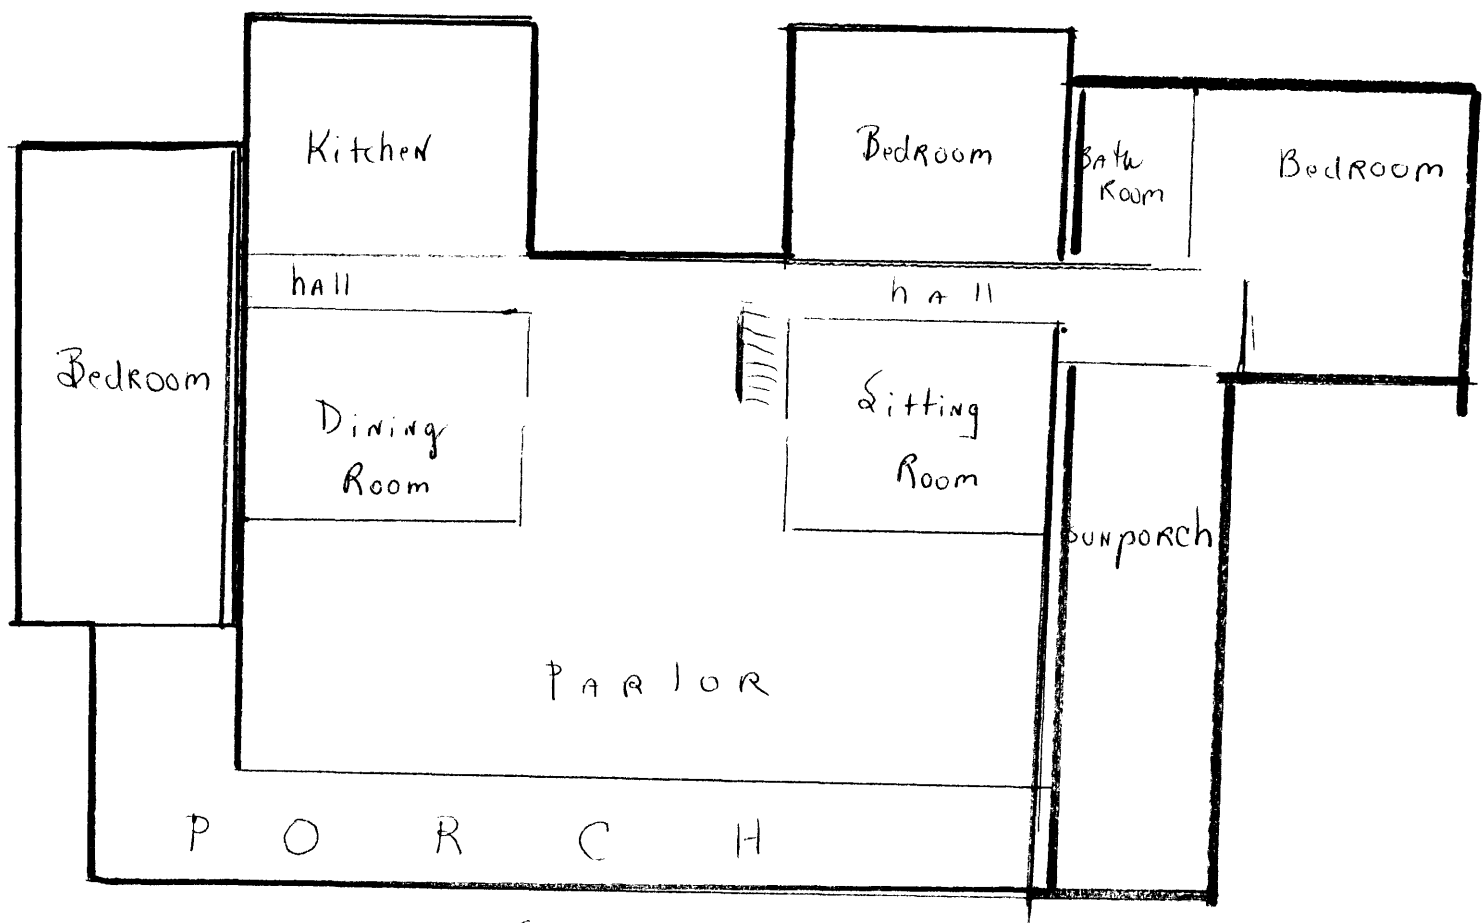 Kitchen
Bedroom
Bath
Room
Bedroom
hall
hall
Bedroom
Dining
Room
Sitting
Room
Sunporch
Parlor
PORCH